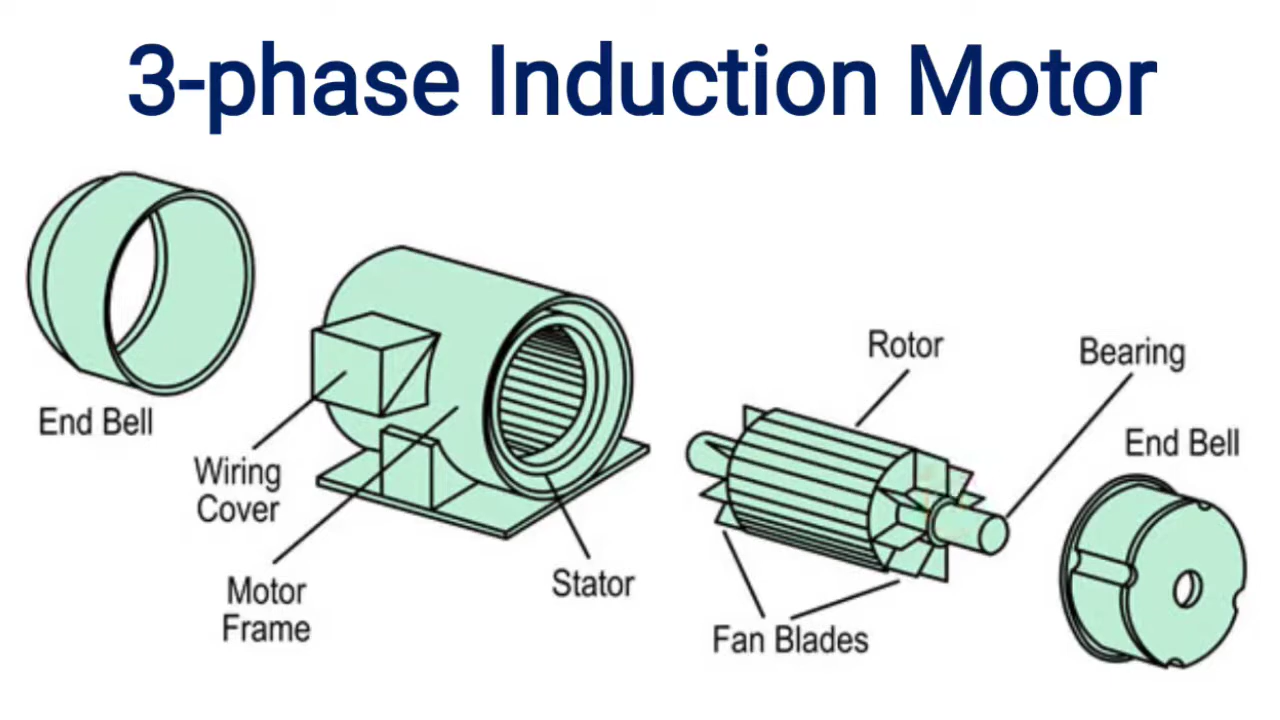 3-phase Induction Motor
End Bell
Wiring
Cover
Motor
Frame
Stator
Rotor
Bearing
End Bell
Fan Blades